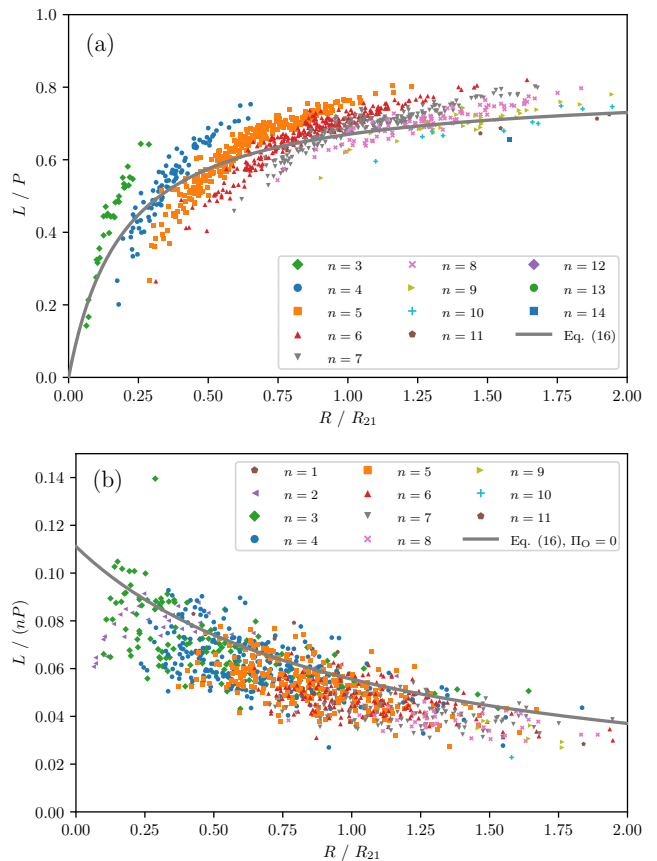 (a)
L / P
1.0
0.8
0.6
0.4
0.2
0.0
n = 3 n = 8 n = 12
n = 4 n = 9 n = 13
n = 5 n = 10 n = 14
n = 6 n = 11 Eq. (16)
n = 7
0.00 0.25 0.50 0.75 1.00 1.25 1.50 1.75 2.00
R / R21
(b)
L / (nP)
0.14
0.12
0.10
0.08
0.06
0.04
0.02
0.00
n = 1 n = 5 n = 9
n = 2 n = 6 n = 10
n = 3 n = 7 n = 11
n = 4 n = 8 Eq. (16), ΠO = 0
0.00 0.25 0.50 0.75 1.00 1.25 1.50 1.75 2.00
R / R21